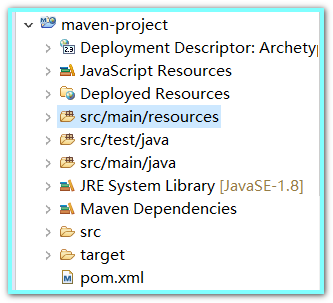 maven-project
Deployment Descriptor: Archety
JavaScript Resources
Deployed Resources
src/main/resources
src/test/java
src/main/java
JRE System Library [JavaSE-1.8]
Maven Dependencies
src
target
pom.xml